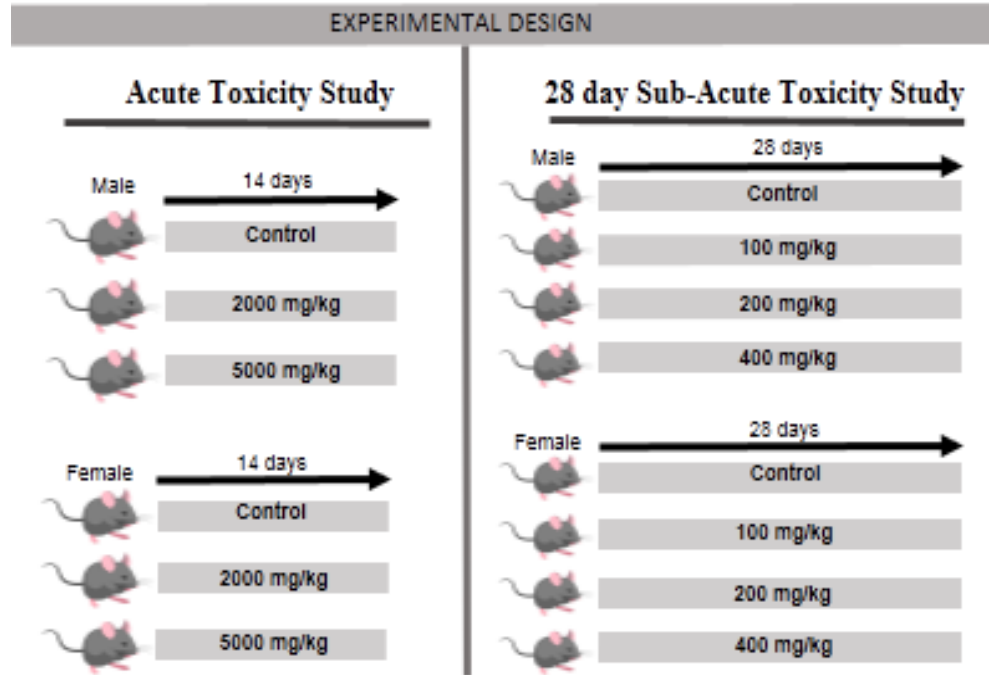 EXPERIMENTAL DESIGN
Acute Toxicity Study
Male
14 days
Control
2000 mg/kg
5000 mg/kg
Female
14 days
Control
2000 mg/kg
5000 mg/kg
28 day Sub-Acute Toxicity Study
Male
28 days
Control
100 mg/kg
200 mg/kg
400 mg/kg
Female
28 days
Control
100 mg/kg
200 mg/kg
400 mg/kg